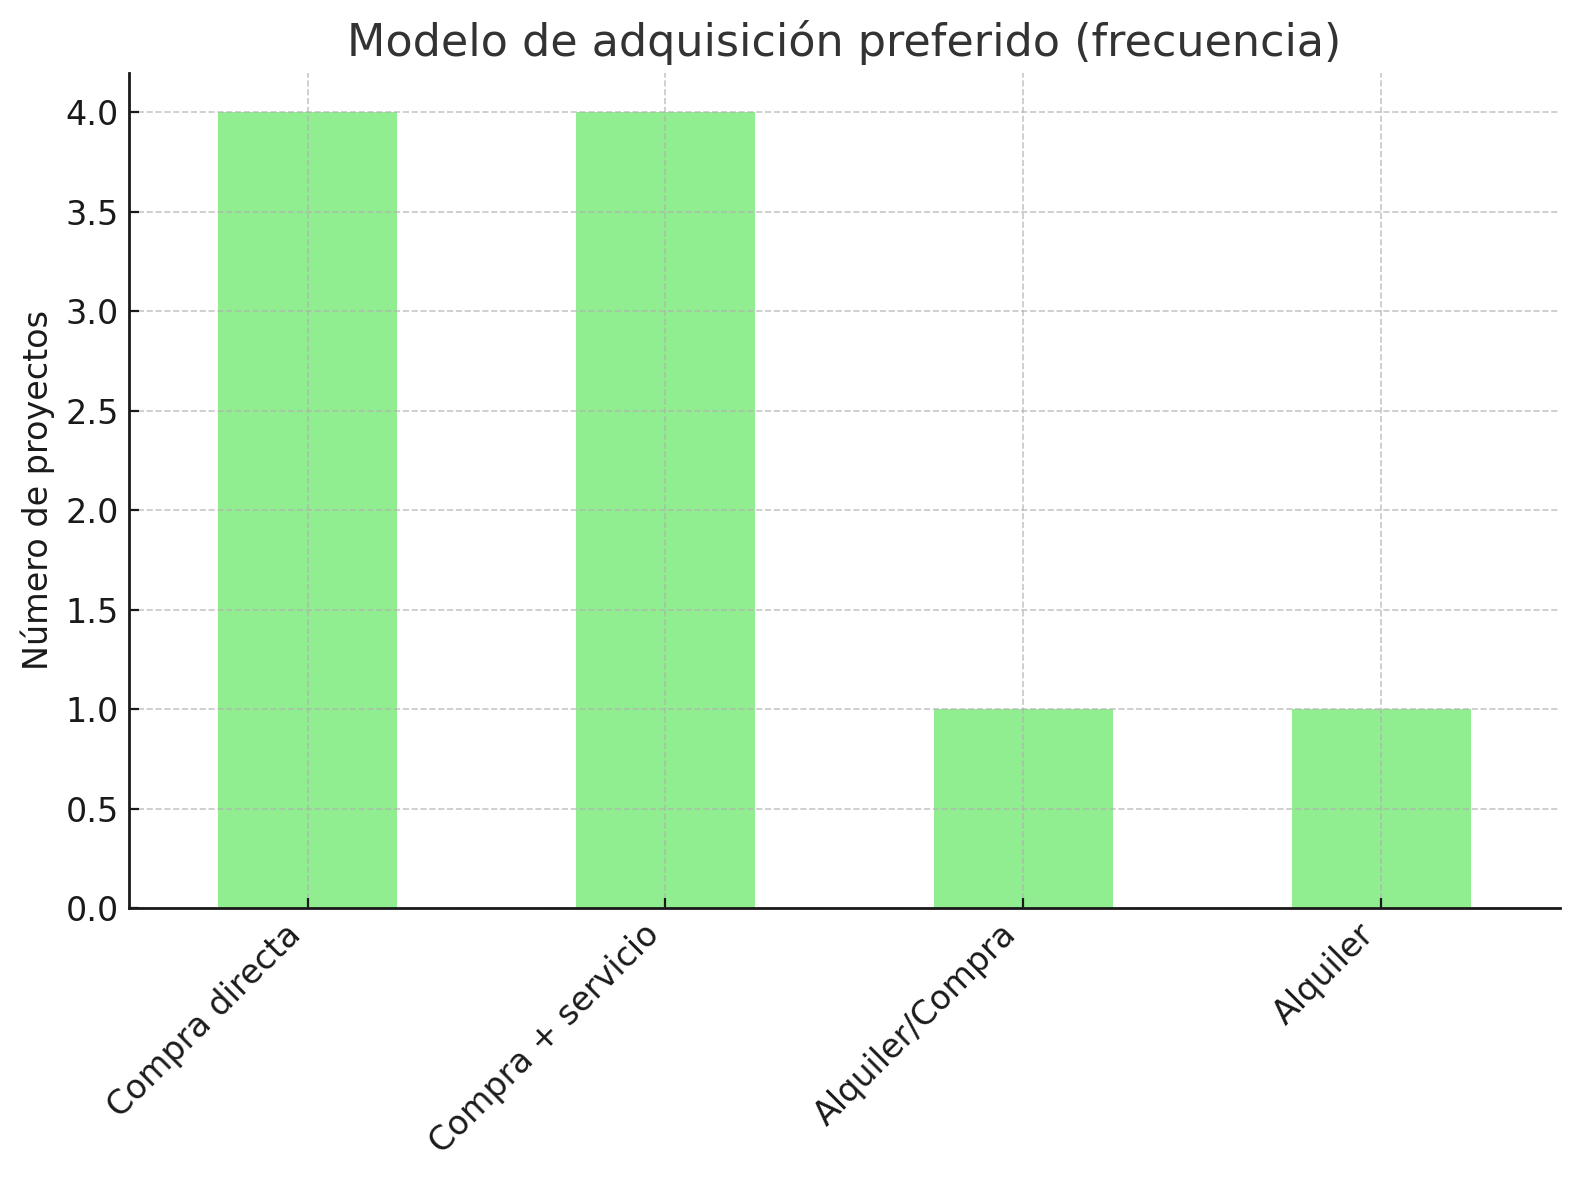 Modelo de adquisición preferido (frecuencia)
Número de proyectos
4.0
3.5
3.0
2.5
2.0
1.5
1.0
0.5
0.0
Compra directa
Compra + servicio
Alquiler/Compra
Alquiler